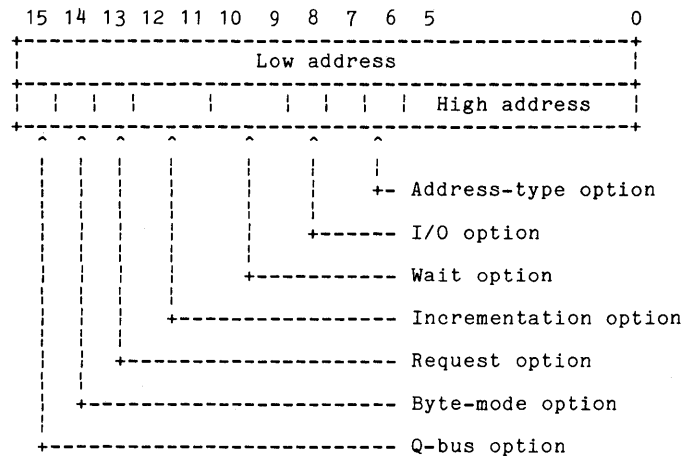 15 14 13 12 11 10 9 8 7 6 5 0
Low address
High address
Address-type option
I/O option
Wait option
Incrementation option
Request option
Byte-mode option
Q-bus option